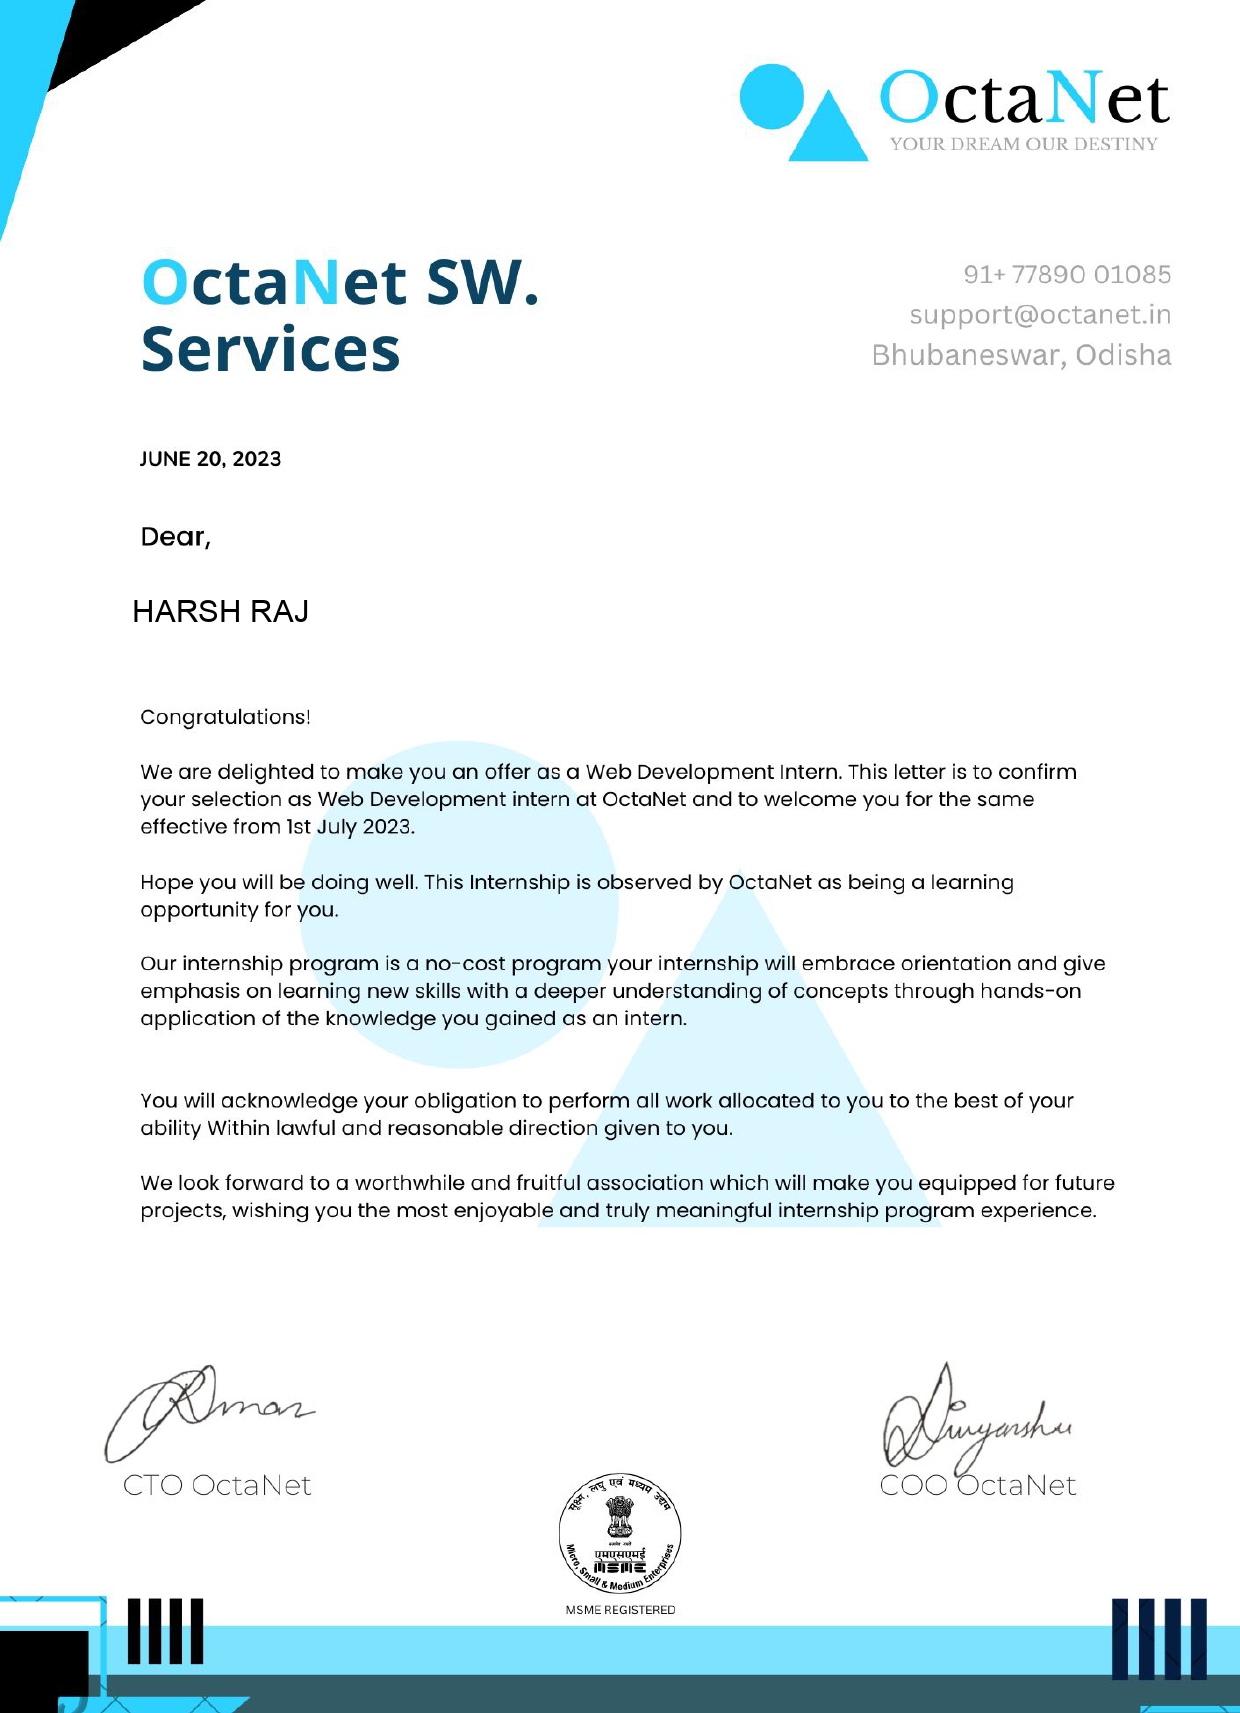 OctaNet
YOUR DREAM OUR DESTINY
OctaNet SW.
Services
91+ 77890 01085
support@octanet.in
Bhubaneswar, Odisha
JUNE 20, 2023
Dear,
HARSH RAJ
Congratulations!
We are delighted to make you an offer as a Web Development Intern. This letter is to confirm
your selection as Web Development intern at OctaNet and to welcome you for the same
effective from 1st July 2023.
Hope you will be doing well. This Internship is observed by OctaNet as being a learning
opportunity for you.
Our internship program is a no-cost program your internship will embrace orientation and give
emphasis on learning new skills with a deeper understanding of concepts through hands-on
application of the knowledge you gained as an intern.
You will acknowledge your obligation to perform all work allocated to you to the best of your
ability Within lawful and reasonable direction given to you.
We look forward to a worthwhile and fruitful association which will make you equipped for future
projects, wishing you the most enjoyable and truly meaningful internship program experience.
CTO OctaNet
COO OctaNet
सूक्ष्म, लघु एवं मध्यम उद्यम
एमएसएमई
MSME
Micro, Small & Medium Enterprises
MSME REGISTERED